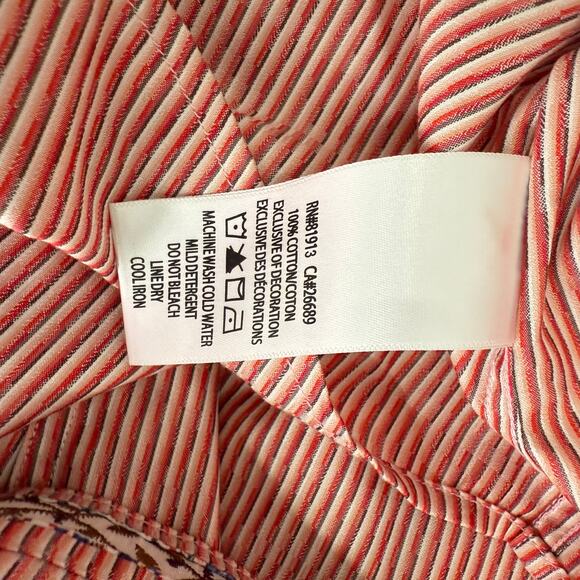 RN#81913 CA#26689
100% COTTON/COTON
EXCLUSIVE OF DECORATION
EXCLUSIVE DES DÉCORATIONS
MACHINE WASH COLD WATER
MILD DETERGENT
DO NOT BLEACH
LINE DRY
COOL IRON